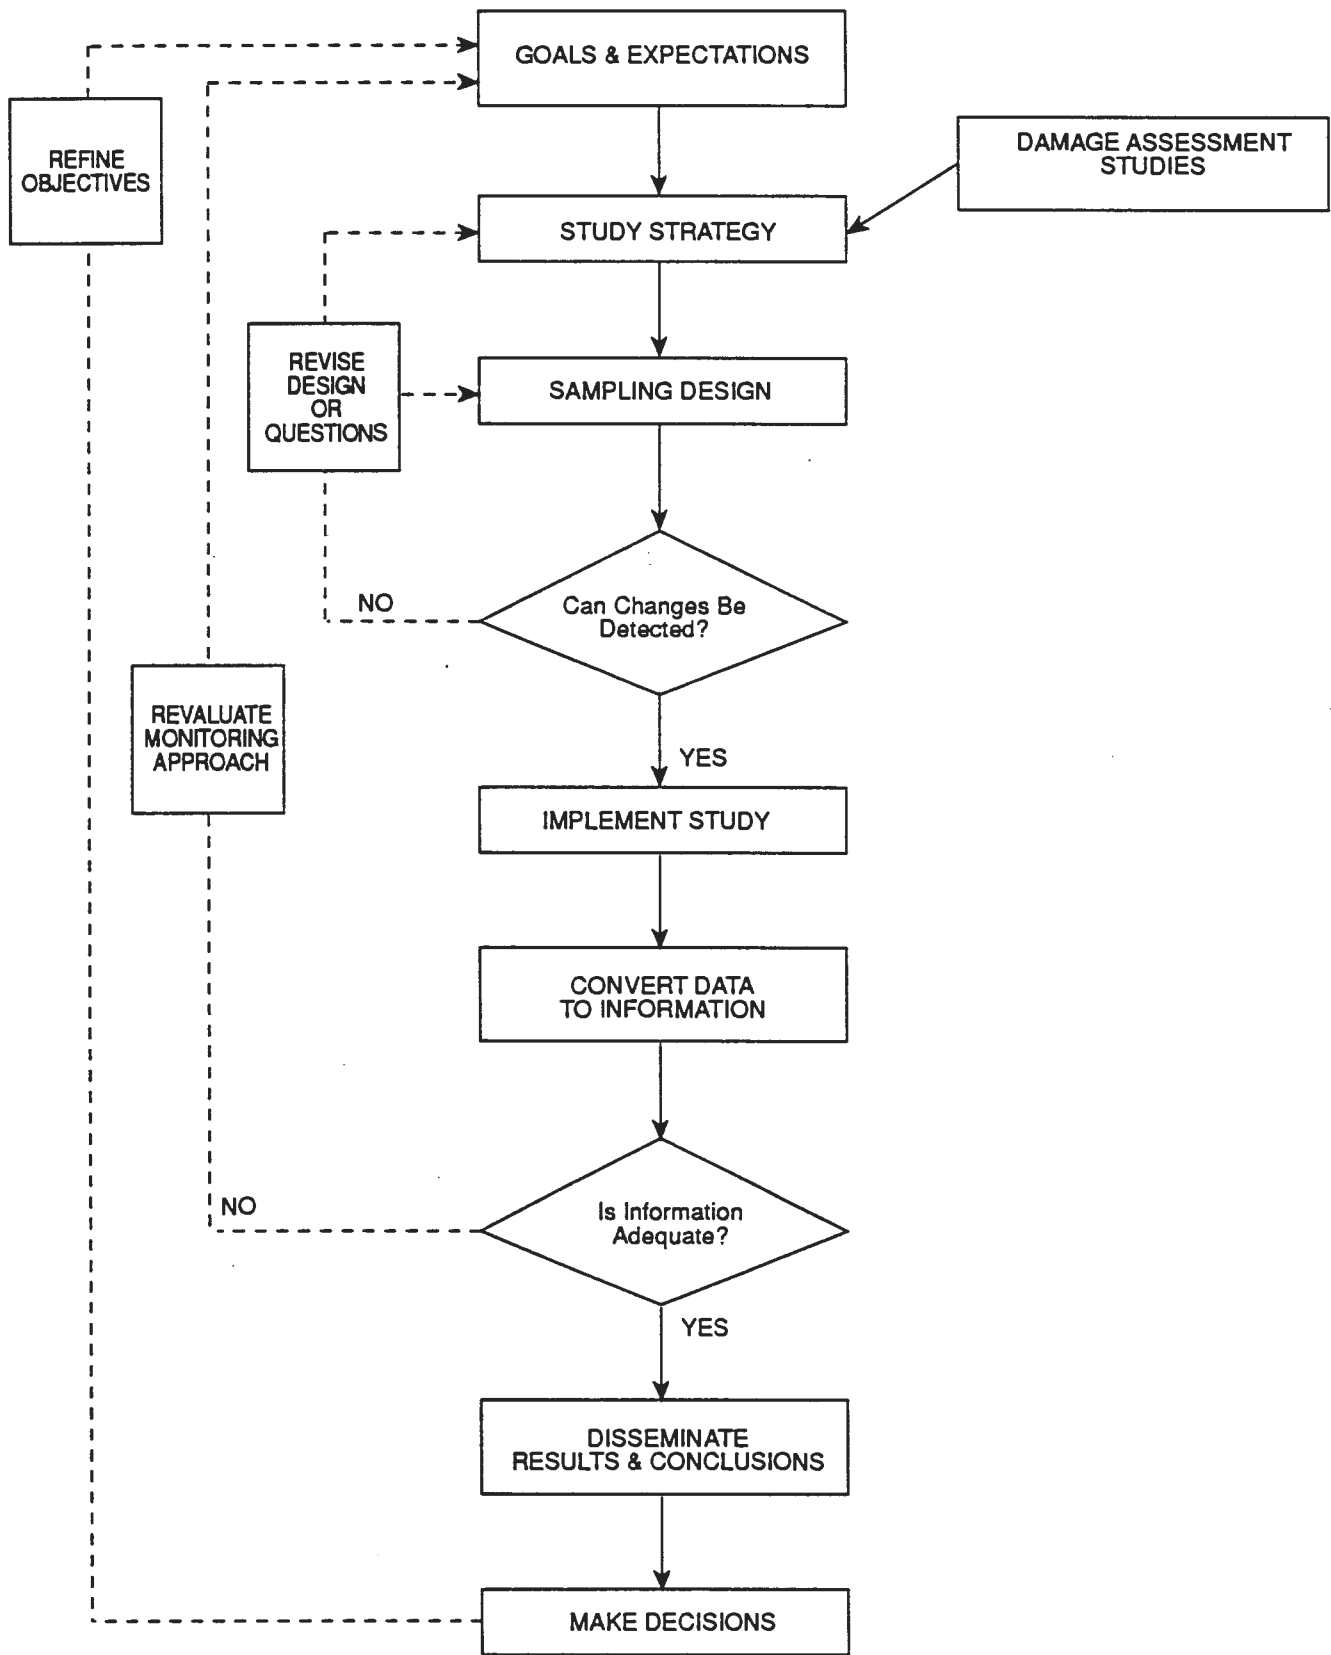 GOALS & EXPECTATIONS
REFINE
OBJECTIVES
DAMAGE ASSESSMENT
STUDIES
STUDY STRATEGY
REVISE
DESIGN
OR
QUESTIONS
SAMPLING DESIGN
NO
Can Changes Be
Detected?
REVALUATE
MONITORING
APPROACH
YES
IMPLEMENT STUDY
CONVERT DATA
TO INFORMATION
NO
Is Information
Adequate?
YES
DISSEMINATE
RESULTS & CONCLUSIONS
MAKE DECISIONS